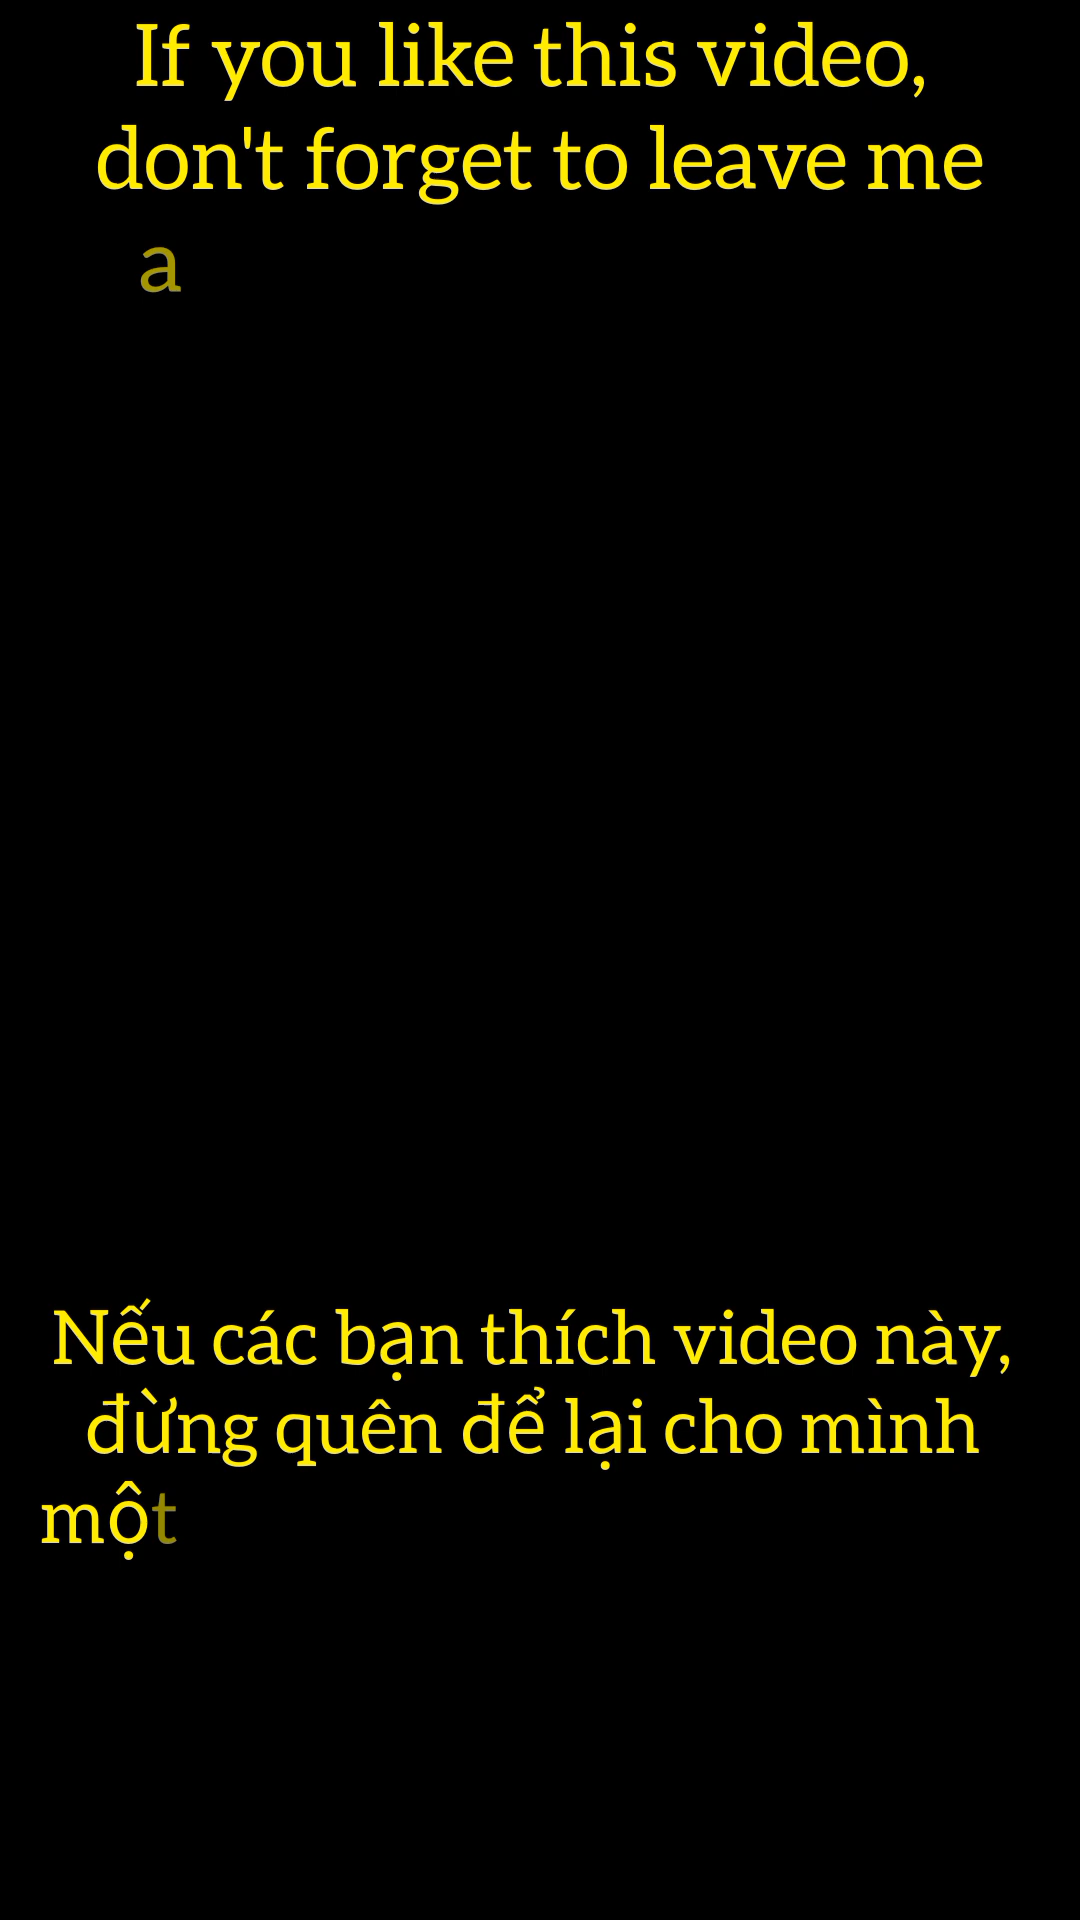 If you like this video,
don't forget to leave me
a
Nếu các bạn thích video này,
đừng quên để lại cho mình
một